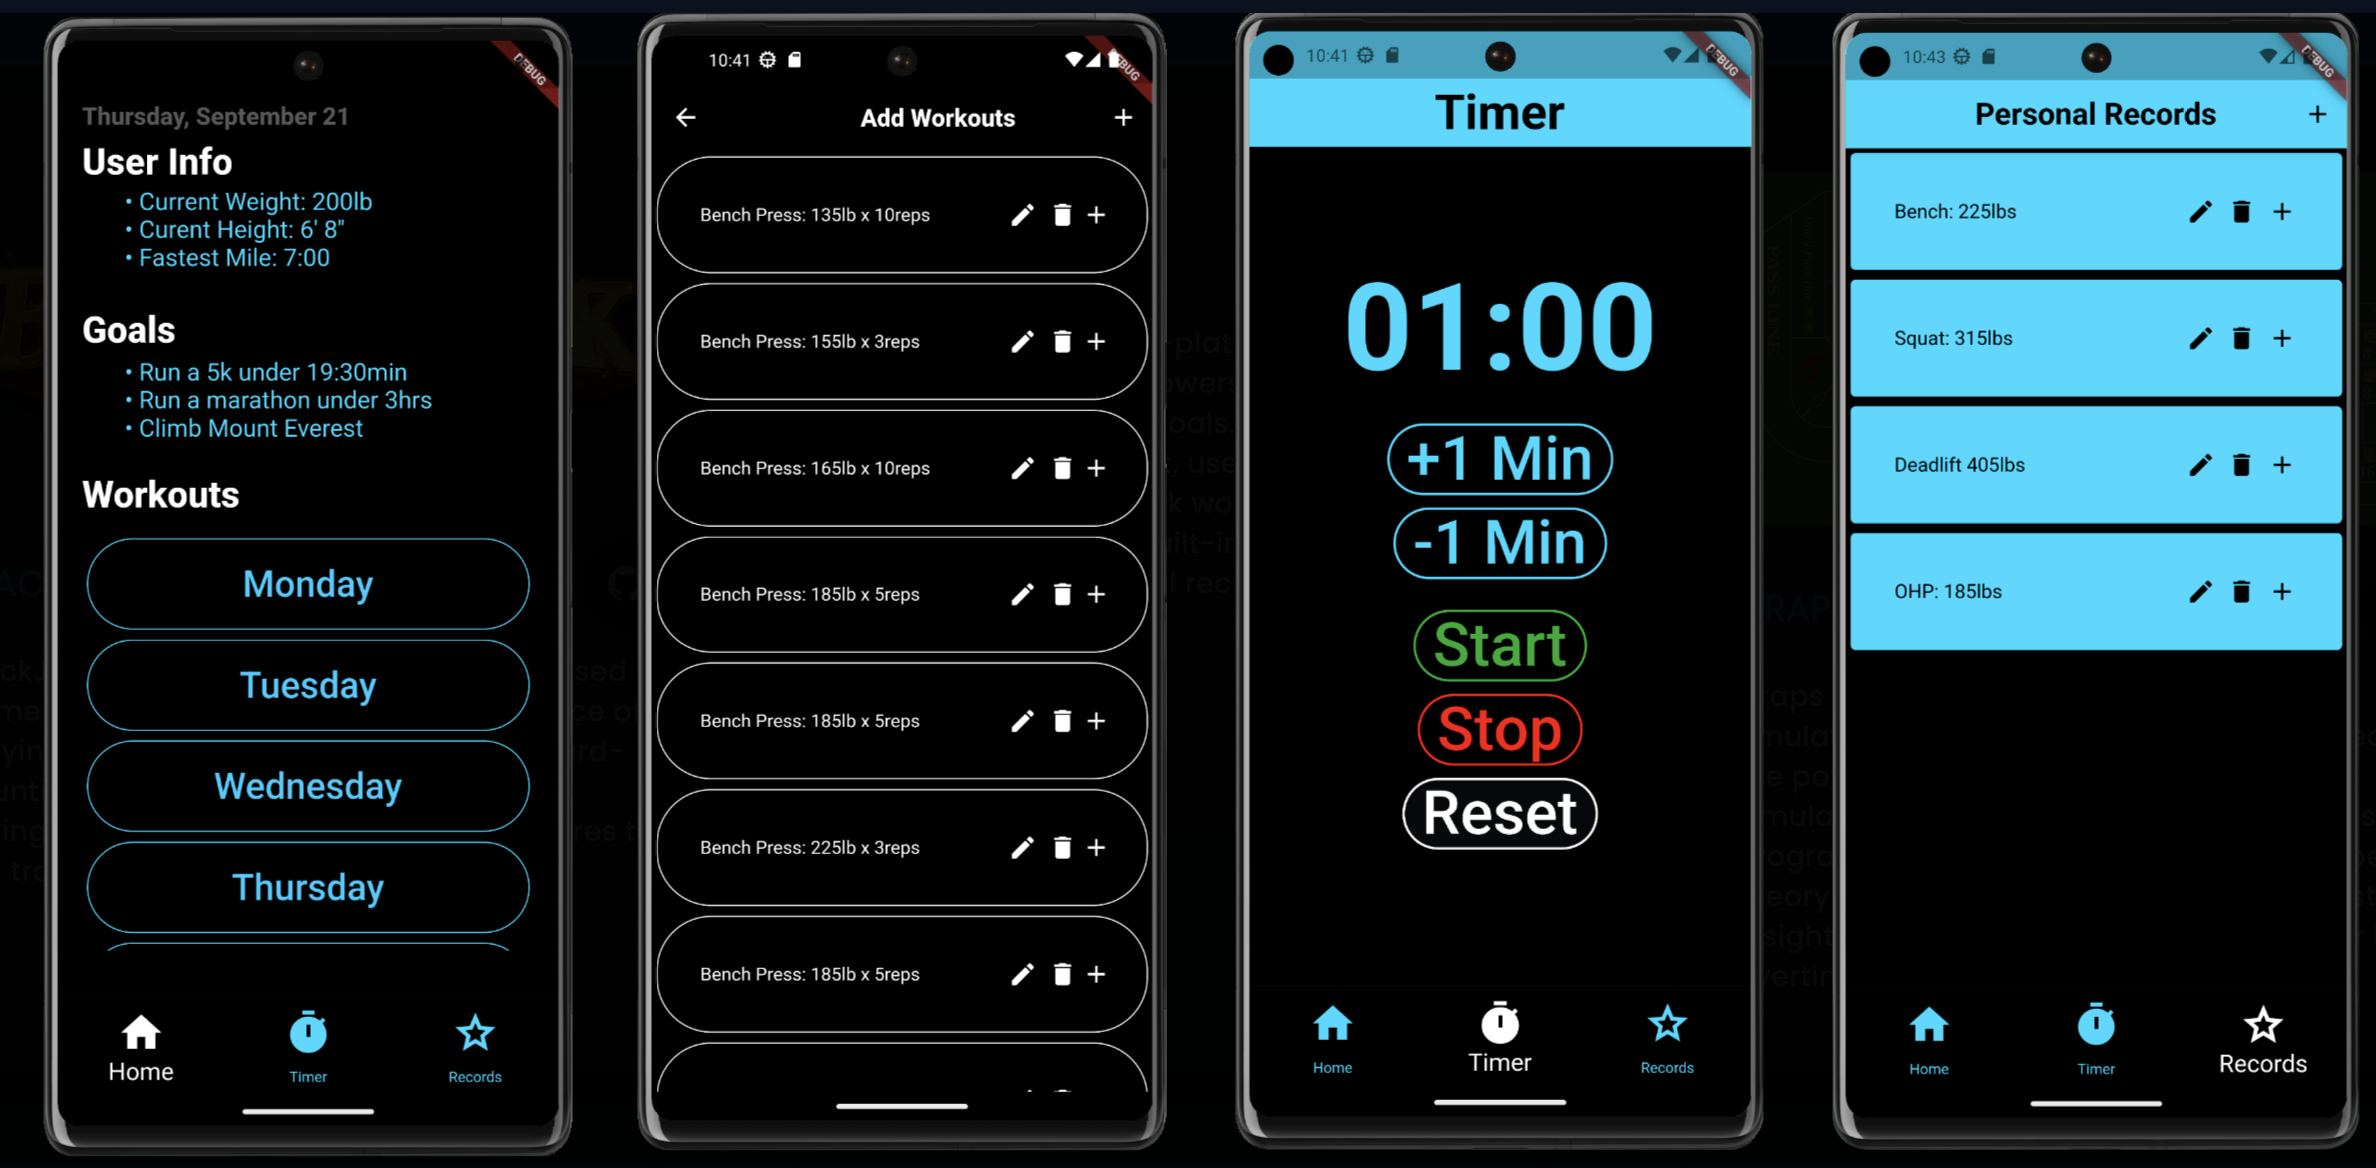 DEBUG
Thursday, September 21
User Info
• Current Weight: 200lb
• Curent Height: 6' 8"
• Fastest Mile: 7:00
Goals
• Run a 5k under 19:30min
• Run a marathon under 3hrs
• Climb Mount Everest
Workouts
Monday
Tuesday
Wednesday
Thursday
Home
Timer
Records
10:41
DEBUG
Add Workouts
Bench Press: 135lb x 10reps
Bench Press: 155lb x 3reps
Bench Press: 165lb x 10reps
Bench Press: 185lb x 5reps
Bench Press: 185lb x 5reps
Bench Press: 225lb x 3reps
Bench Press: 185lb x 5reps
10:41
DEBUG
Timer
01:00
+1 Min
-1 Min
Start
Stop
Reset
Home
Timer
Records
10:43
DEBUG
Personal Records
+
Bench: 225lbs
Squat: 315lbs
Deadlift 405lbs
OHP: 185lbs
Home
Timer
Records